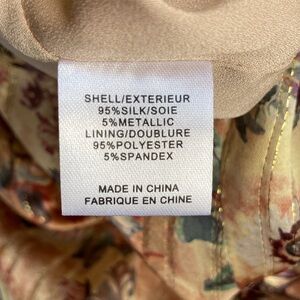 SHELL/EXTERIEUR
95%SILK/SOIE
5%METALLIC
LINING/DOUBLURE
95%POLYESTER
5%SPANDEX
MADE IN CHINA
FABRIQUE EN CHINE